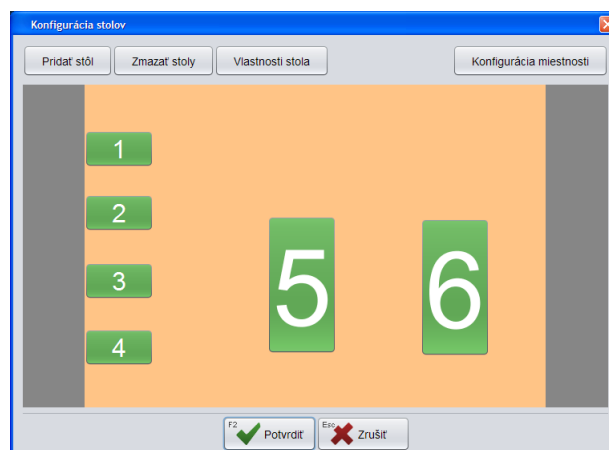 Konfigurácia stolov
Pridať stôl Zmazať stoly Vlastnosti stola Konfigurácia miestnosti
1
2
3
4
5 6
F2 Potvrdiť Esc Zrušiť